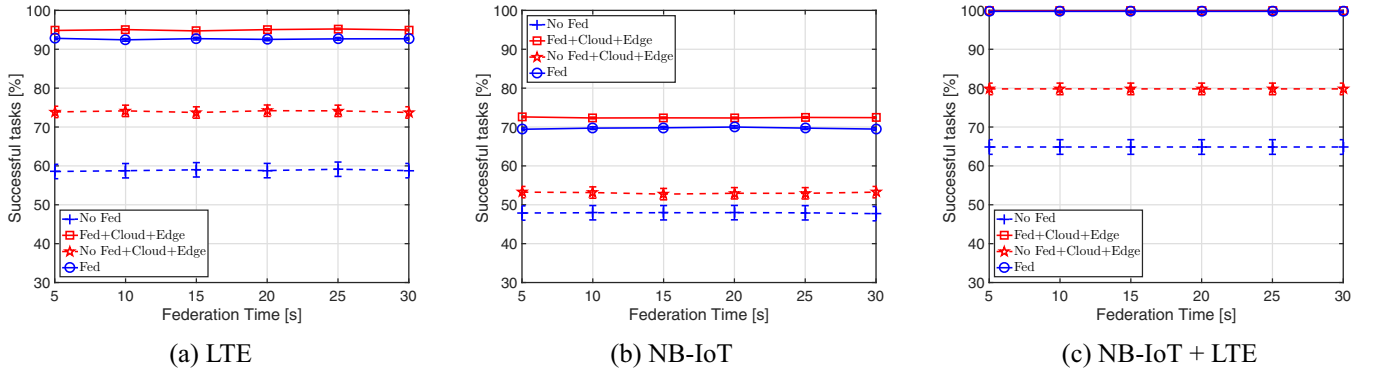 100
90
80
70
60
50
40
30
Successful tasks [%]
No Fed
Fed+Cloud+Edge
No Fed+Cloud+Edge
Fed
5 10 15 20 25 30
Federation Time [s]
(a) LTE
100
90
80
70
60
50
40
30
Successful tasks [%]
No Fed
Fed+Cloud+Edge
No Fed+Cloud+Edge
Fed
5 10 15 20 25 30
Federation Time [s]
(b) NB-IoT
100
90
80
70
60
50
40
30
Successful tasks [%]
No Fed
Fed+Cloud+Edge
No Fed+Cloud+Edge
Fed
5 10 15 20 25 30
Federation Time [s]
(c) NB-IoT + LTE